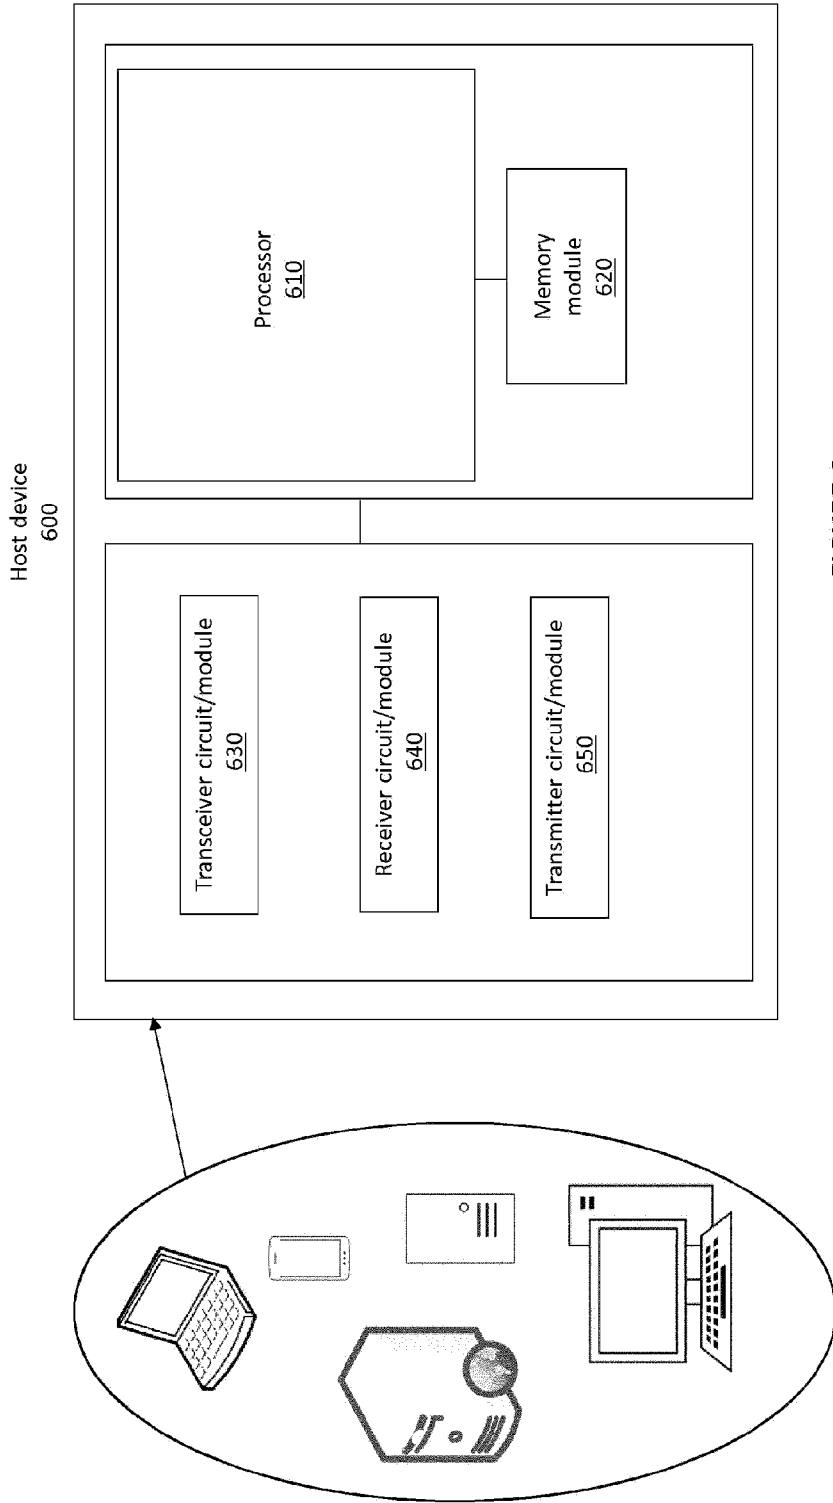 Host device
600
Transceiver circuit/module
630
Receiver circuit/module
640
Transmitter circuit/module
650
Processor
610
Memory
module
620